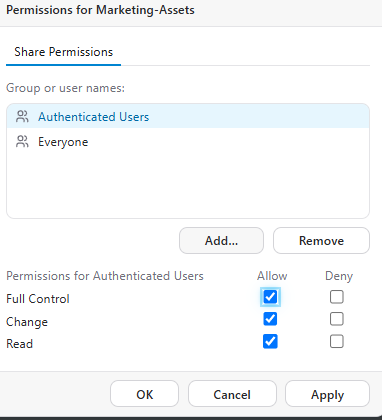 Permissions for Marketing-Assets
Share Permissions
Group or user names:
Authenticated Users
Everyone
Add... Remove
Permissions for Authenticated Users Allow Deny
Full Control
Change
Read
OK Cancel Apply